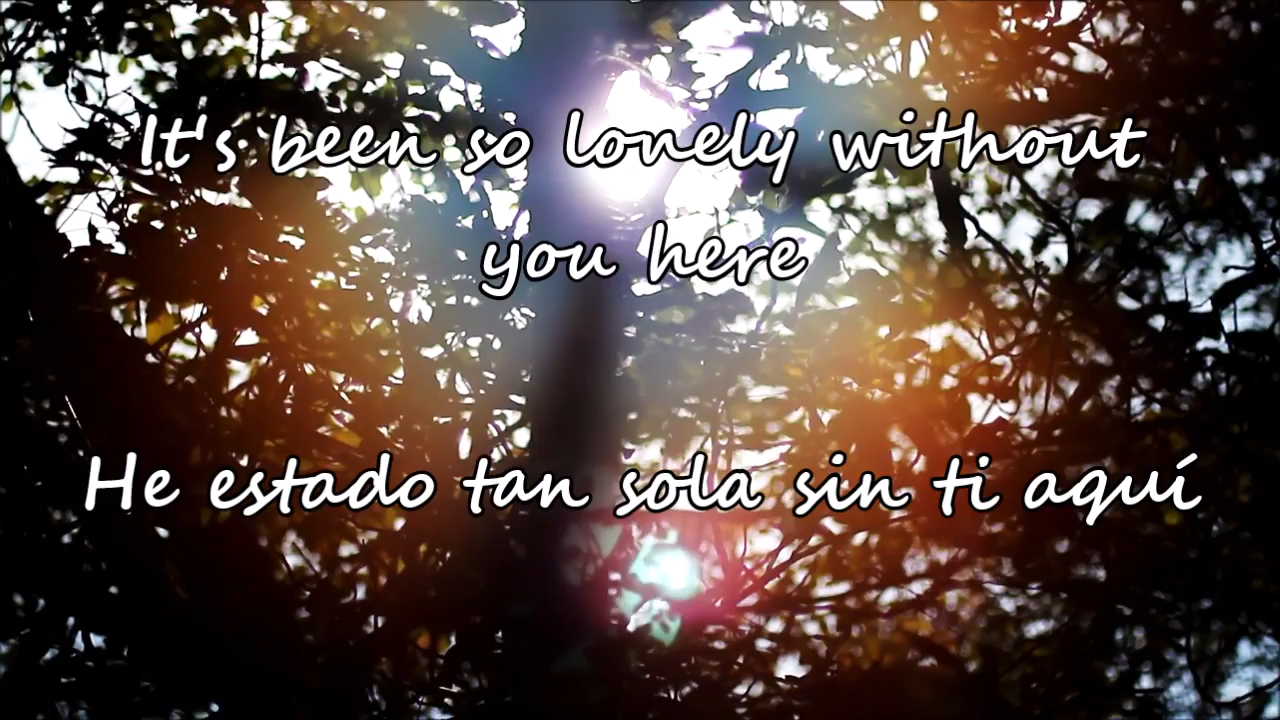 It's been so lonely without
you here
He estado tan sola sin ti aquí